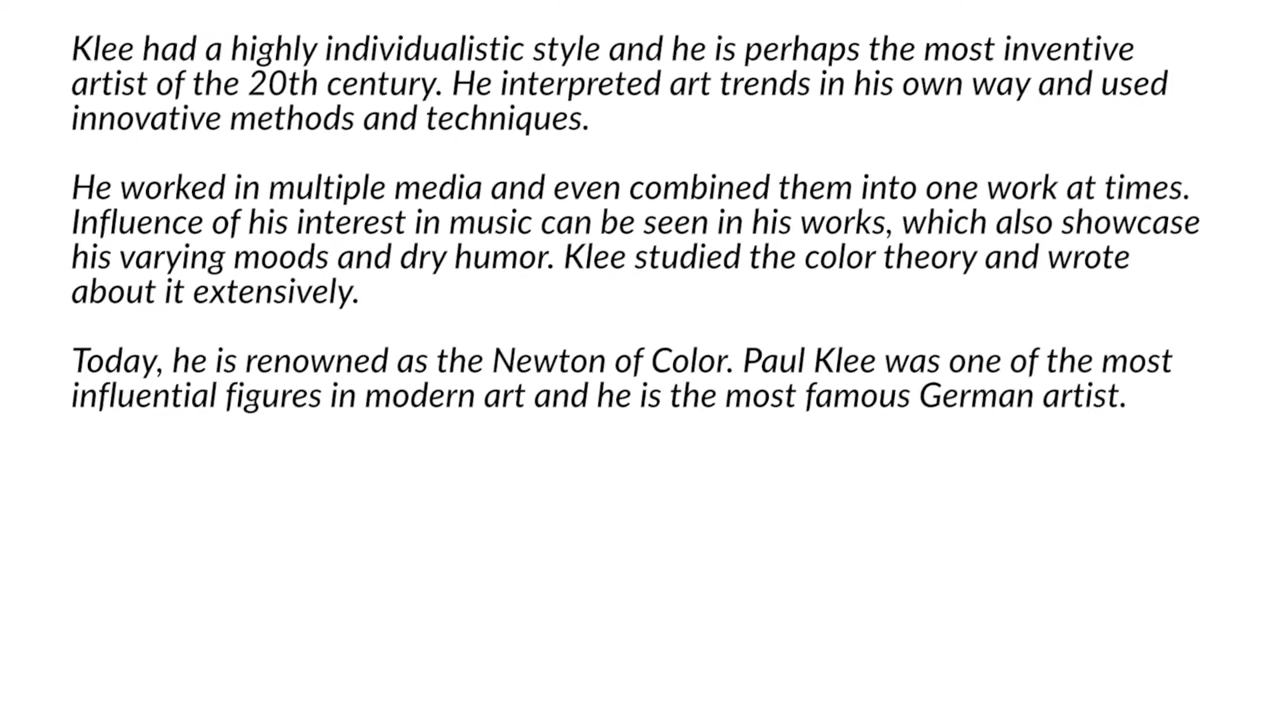 Klee had a highly individualistic style and he is perhaps the most inventive
artist of the 20th century. He interpreted art trends in his own way and used
innovative methods and techniques.
He worked in multiple media and even combined them into one work at times.
Influence of his interest in music can be seen in his works, which also showcase
his varying moods and dry humor. Klee studied the color theory and wrote
about it extensively.
Today, he is renowned as the Newton of Color. Paul Klee was one of the most
influential figures in modern art and he is the most famous German artist.